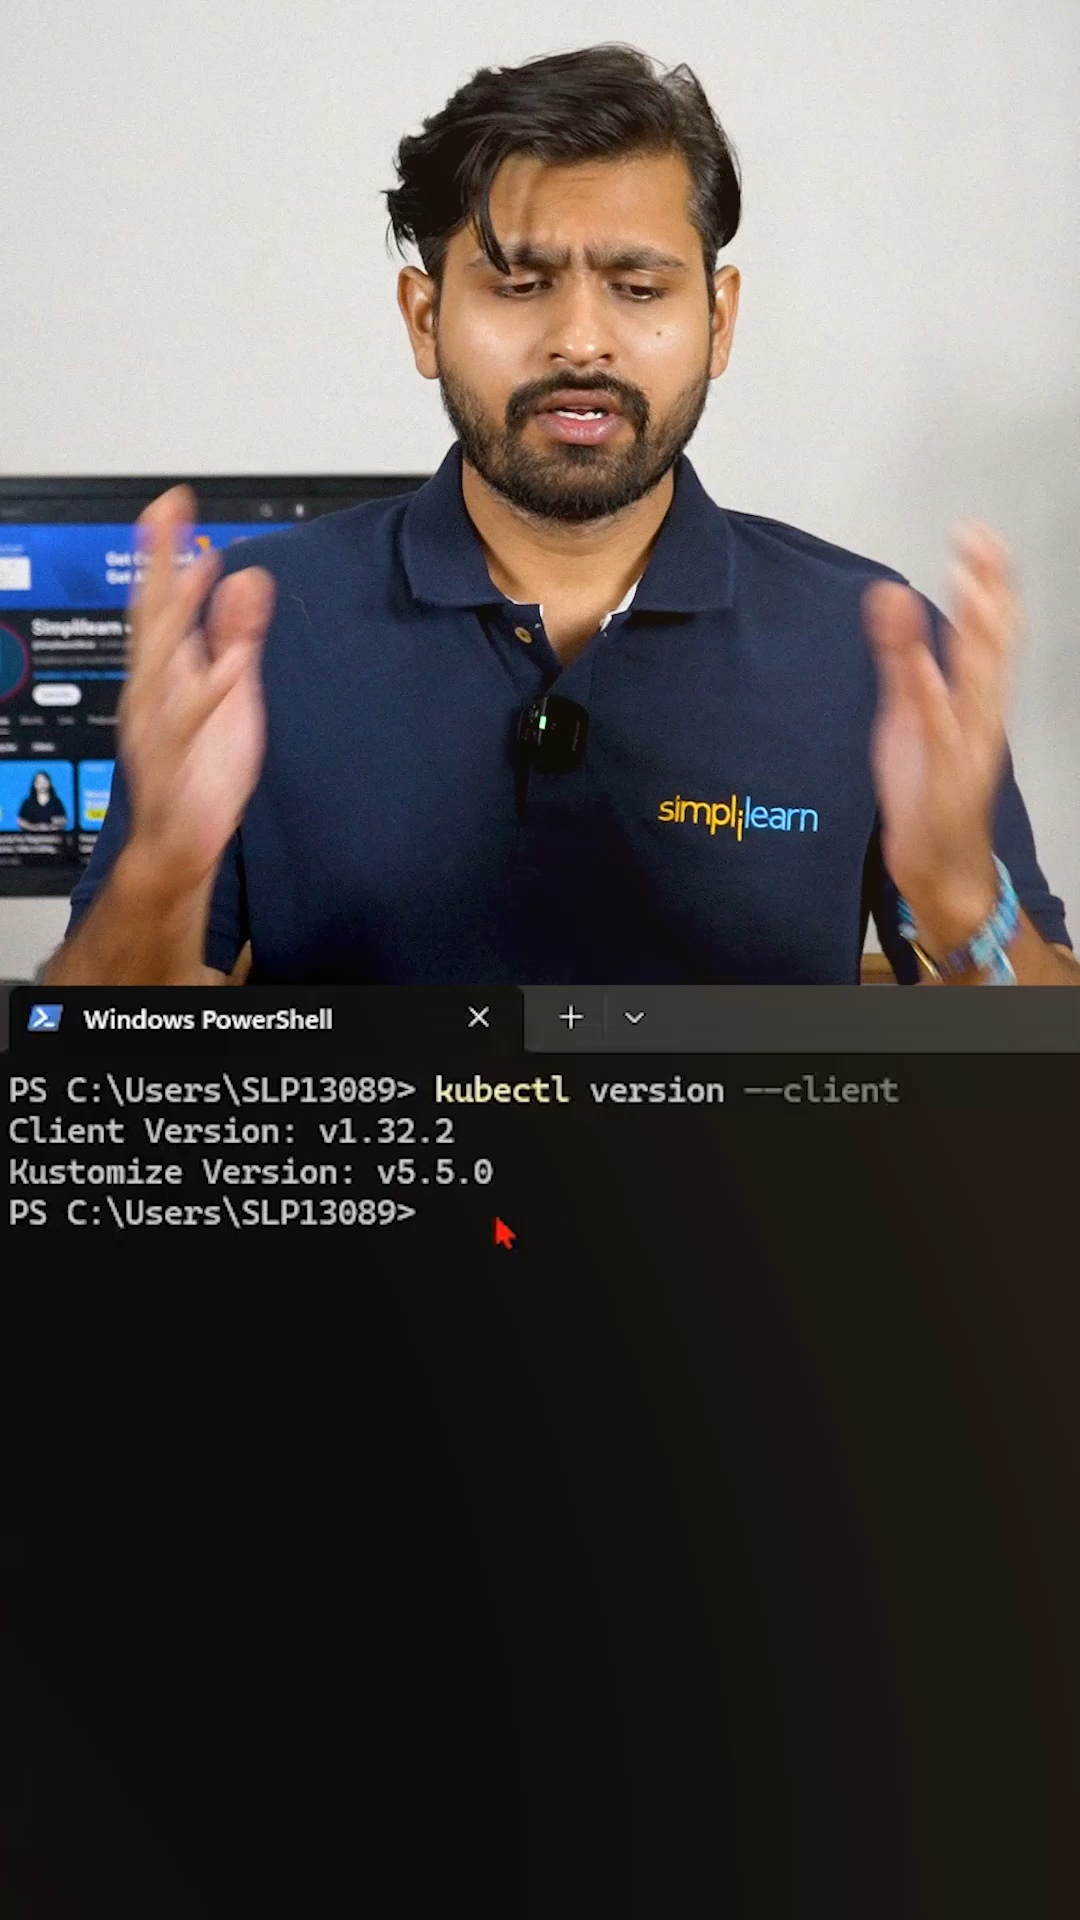 Simplilearn
simplilearn
Windows PowerShell
PS C:\Users\SLP13089> kubectl version --client
Client Version: v1.32.2
Kustomize Version: v5.5.0
PS C:\Users\SLP13089>